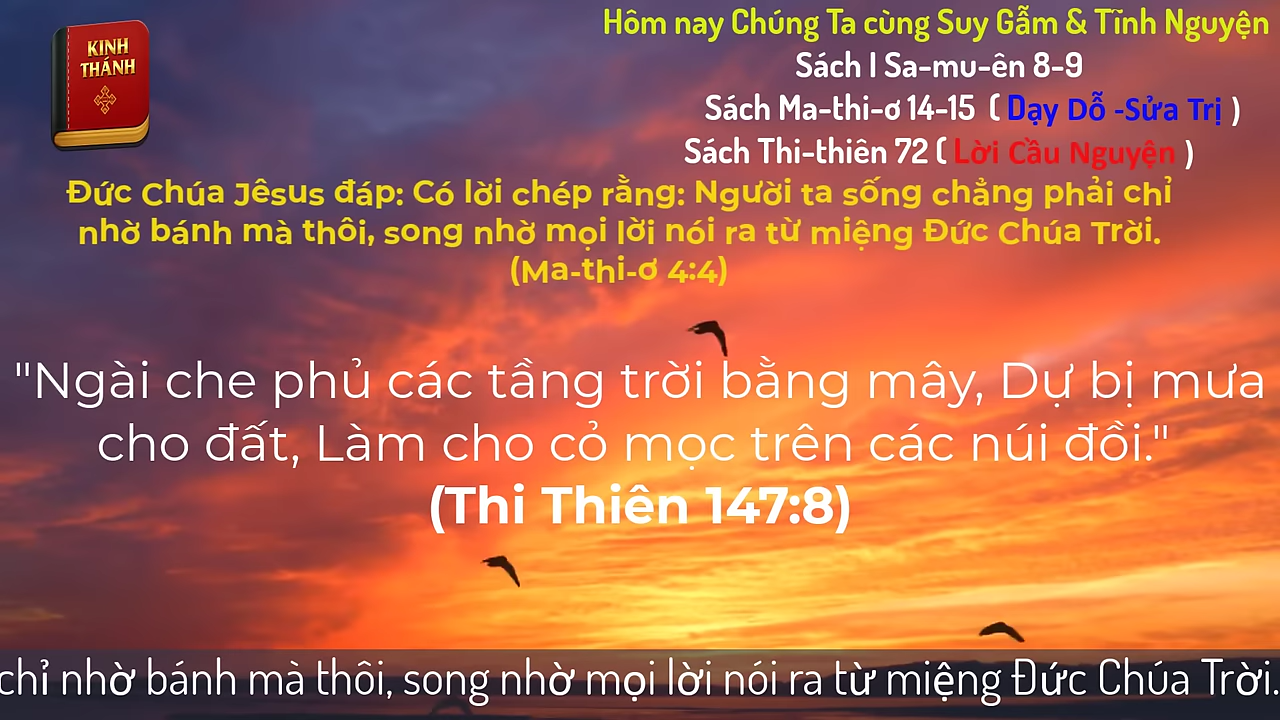 KINH
THÁNH
Hôm nay Chúng Ta cùng Suy Gẫm & Tĩnh Nguyện
Sách I Sa-mu-ên 8-9
Sách Ma-thi-ơ 14-15 ( Dạy Dỗ -Sửa Trị )
Sách Thi-thiên 72 ( Lời Cầu Nguyện )
Đức Chúa Jêsus đáp: Có lời chép rằng: Người ta sống chẳng phải chỉ
nhờ bánh mà thôi, song nhờ mọi lời nói ra từ miệng Đức Chúa Trời.
(Ma-thi-ơ 4:4)
"Ngài che phủ các tầng trời bằng mây, Dự bị mưa
cho đất, Làm cho cỏ mọc trên các núi đồi."
(Thi Thiên 147:8)
chỉ nhờ bánh mà thôi, song nhờ mọi lời nói ra từ miệng Đức Chúa Trời.